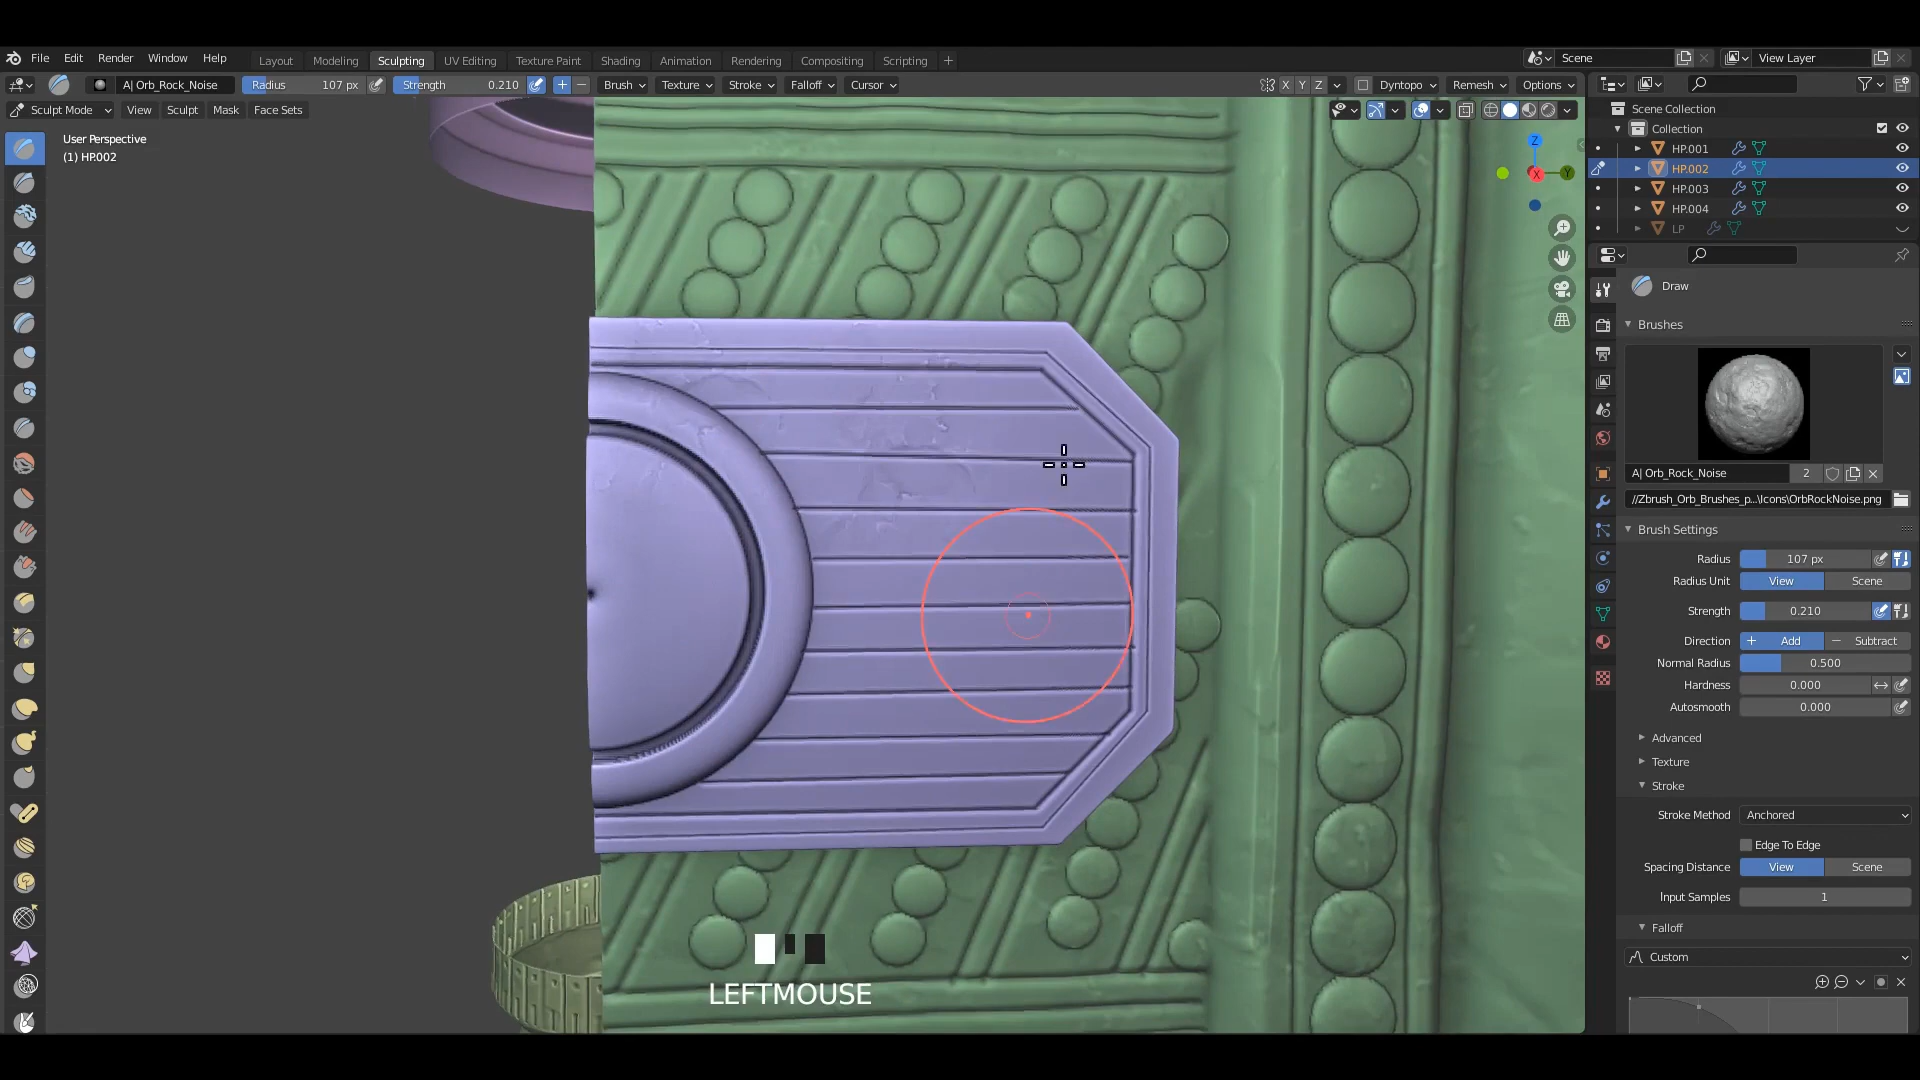 File Edit Render Window Help Layout Modeling Sculpting UV Editing Texture Paint Shading Animation Rendering Compositing Scripting + Scene View Layer
A| Orb_Rock_Noise Radius 107 px Strength 0.210 + − Brush Texture Stroke Falloff Cursor X Y Z Dyntopo Remesh Options
Sculpt Mode View Sculpt Mask Face Sets
User Perspective
(1) HP.002
Z
X
Y
LEFTMOUSE
Scene Collection
Collection
HP.001
HP.002
HP.003
HP.004
LP
Draw
Brushes
A| Orb_Rock_Noise 2
//Zbrush_Orb_Brushes_p...\Icons\OrbRockNoise.png
Brush Settings
Radius 107 px
Radius Unit View Scene
Strength 0.210
Direction + Add − Subtract
Normal Radius 0.500
Hardness 0.000
Autosmooth 0.000
Advanced
Texture
Stroke
Stroke Method Anchored
Edge To Edge
Spacing Distance View Scene
Input Samples 1
Falloff
Custom